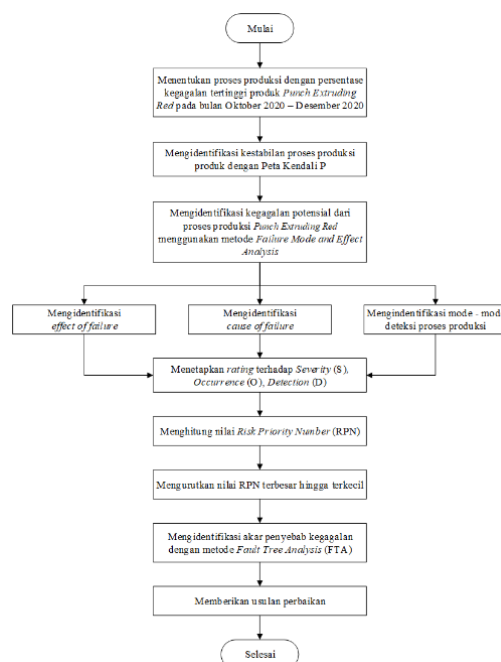 Mulai
Menentukan proses produksi dengan persentase
kegagalan tertinggi produk Punch Extruding
Red pada bulan Oktober 2020 – Desember 2020
Mengidentifikasi kestabilan proses produksi
produk dengan Peta Kendali P
Mengidentifikasi kegagalan potensial dari
proses produksi Punch Extruding Red
menggunakan metode Failure Mode and Effect
Analysis
Mengidentifikasi
effect of failure
Mengidentifikasi
cause of failure
Mengindentifikasi mode - mod
deteksi proses produksi
Menetapkan rating terhadap Severity (S),
Occurrence (O), Detection (D)
Menghitung nilai Risk Priority Number (RPN)
Mengurutkan nilai RPN terbesar hingga terkecil
Mengidentifikasi akar penyebab kegagalan
dengan metode Fault Tree Analysis (FTA)
Memberikan usulan perbaikan
Selesai